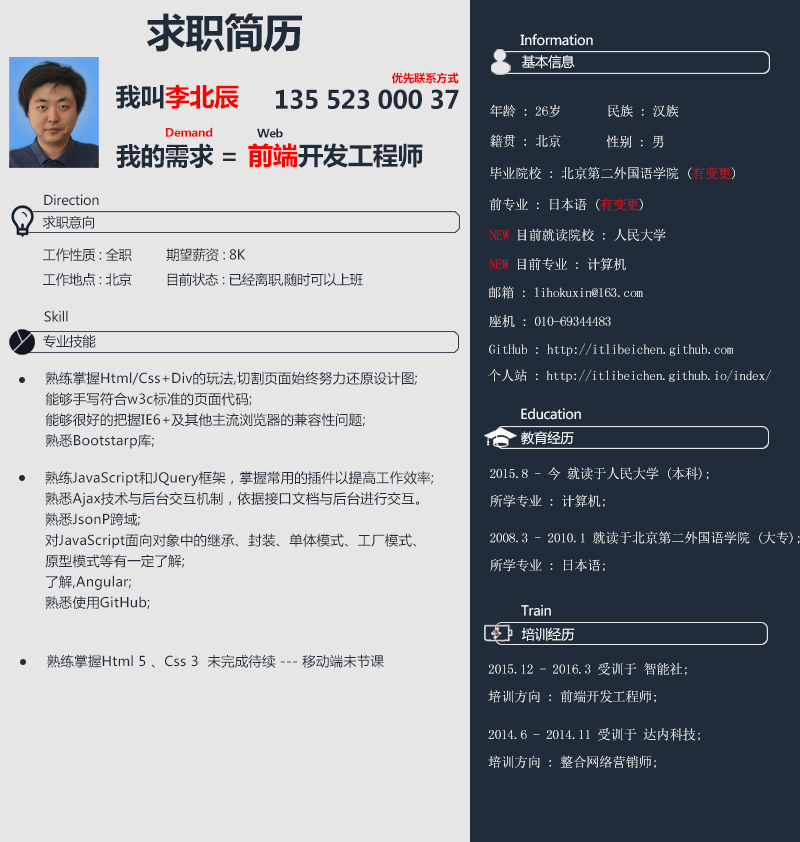 求职简历
优先联系方式
我叫李北辰 135 523 000 37
Demand Web
我的需求 = 前端开发工程师
Direction
求职意向
工作性质 : 全职 期望薪资 : 8K
工作地点 : 北京 目前状态 : 已经离职,随时可以上班
Skill
专业技能
● 熟练掌握Html/Css+Div的玩法,切割页面始终努力还原设计图;
能够手写符合w3c标准的页面代码;
能够很好的把握IE6+及其他主流浏览器的兼容性问题;
熟悉Bootstarp库;
● 熟练JavaScript和JQuery框架，掌握常用的插件以提高工作效率;
熟悉Ajax技术与后台交互机制，依据接口文档与后台进行交互。
熟悉JsonP跨域;
对JavaScript面向对象中的继承、封装、单体模式、工厂模式、
原型模式等有一定了解;
了解,Angular;
熟悉使用GitHub;
● 熟练掌握Html 5 、Css 3 未完成待续 --- 移动端未节课
Information
基本信息
年龄 : 26岁 民族 : 汉族
籍贯 : 北京 性别 : 男
毕业院校 : 北京第二外国语学院 (有变更)
前专业 : 日本语 (有变更)
NEW 目前就读院校 : 人民大学
NEW 目前专业 : 计算机
邮箱 : lihokuxin@163.com
座机 : 010-69344483
GitHub : http://itlibeichen.github.com
个人站 : http://itlibeichen.github.io/index/
Education
教育经历
2015.8 - 今 就读于人民大学 (本科);
所学专业 : 计算机;
2008.3 - 2010.1 就读于北京第二外国语学院 (大专);
所学专业 : 日本语;
Train
培训经历
2015.12 - 2016.3 受训于 智能社;
培训方向 : 前端开发工程师;
2014.6 - 2014.11 受训于 达内科技;
培训方向 : 整合网络营销师;